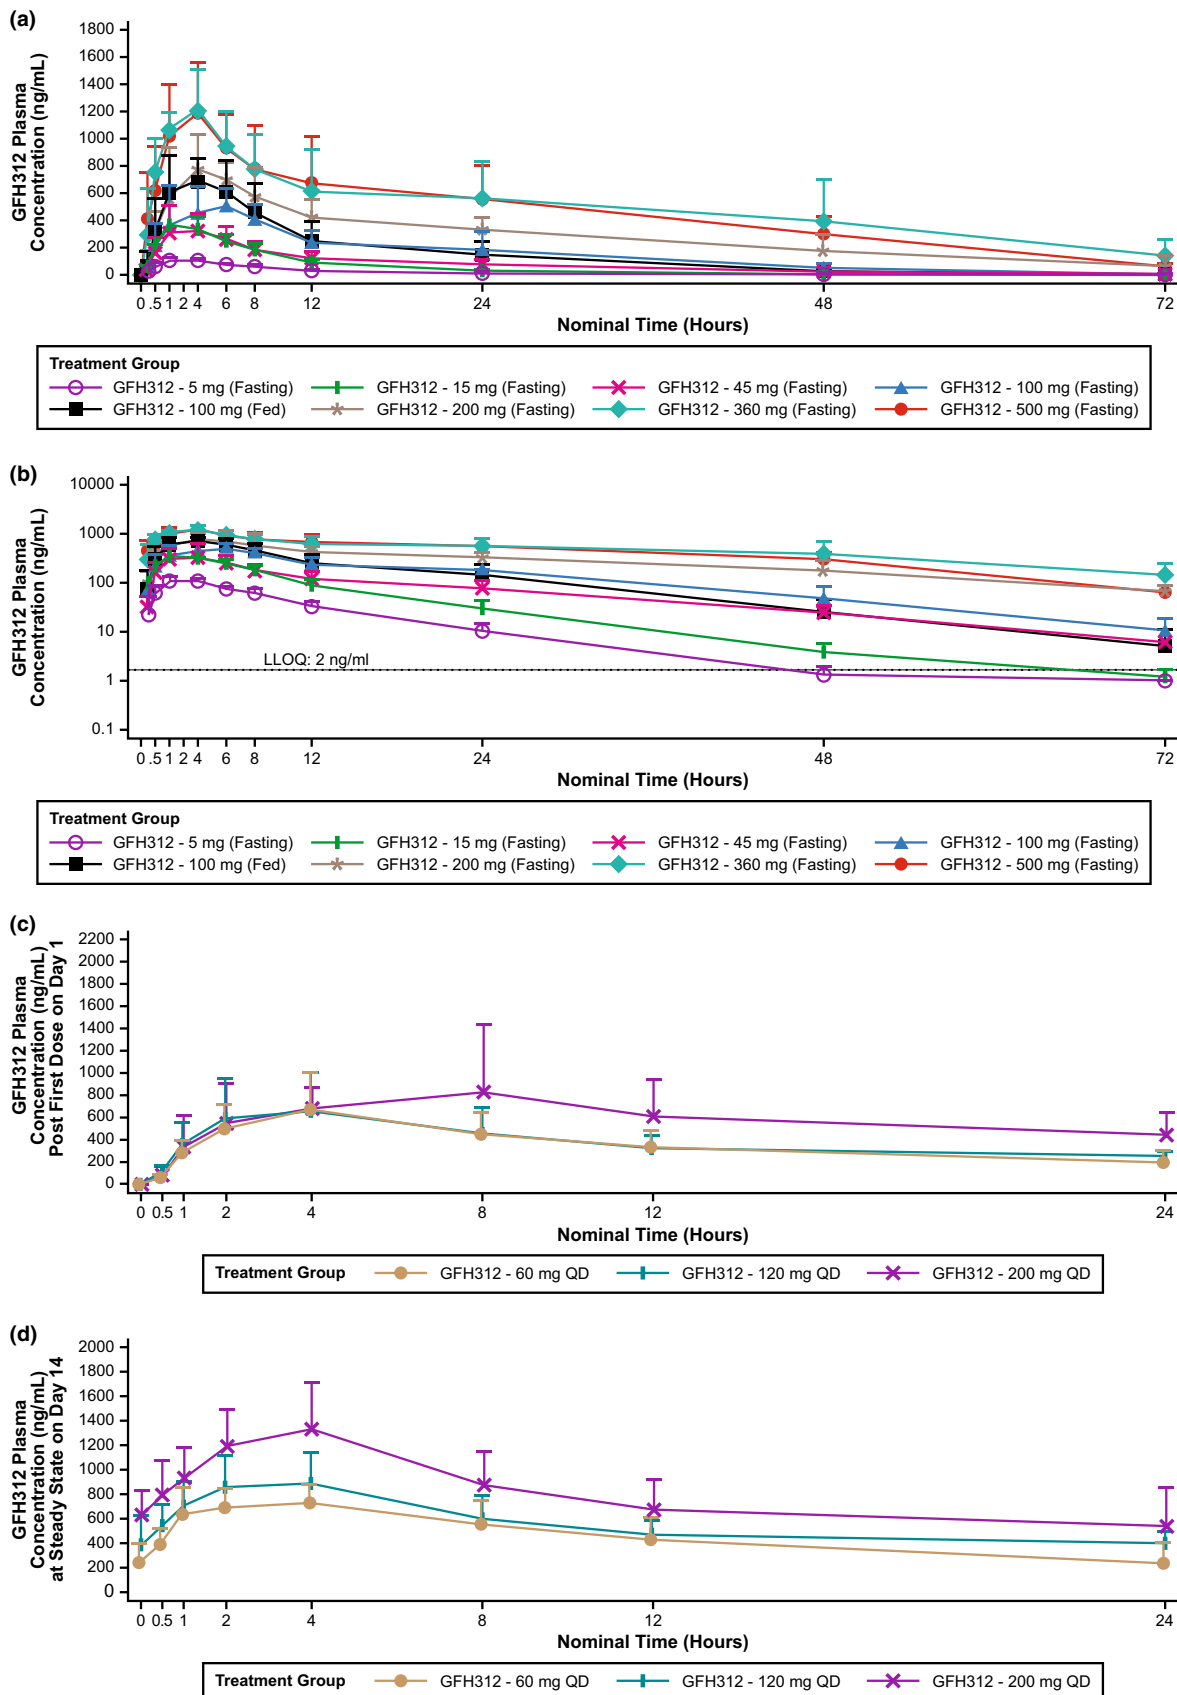 (a)
GFH312 Plasma
Concentration (ng/mL)
1800
1600
1400
1200
1000
800
600
400
200
0
0 .5 1 2 4 6 8 12 24 48 72
Nominal Time (Hours)
Treatment Group
GFH312 - 5 mg (Fasting) GFH312 - 15 mg (Fasting) GFH312 - 45 mg (Fasting) GFH312 - 100 mg (Fasting)
GFH312 - 100 mg (Fed) GFH312 - 200 mg (Fasting) GFH312 - 360 mg (Fasting) GFH312 - 500 mg (Fasting)
(b)
GFH312 Plasma
Concentration (ng/mL)
10000
1000
100
10
1
0.1
LLOQ: 2 ng/ml
0 .5 1 2 4 6 8 12 24 48 72
Nominal Time (Hours)
Treatment Group
GFH312 - 5 mg (Fasting) GFH312 - 15 mg (Fasting) GFH312 - 45 mg (Fasting) GFH312 - 100 mg (Fasting)
GFH312 - 100 mg (Fed) GFH312 - 200 mg (Fasting) GFH312 - 360 mg (Fasting) GFH312 - 500 mg (Fasting)
(c)
GFH312 Plasma
Concentration (ng/mL)
Post First Dose on Day 1
2200
2000
1800
1600
1400
1200
1000
800
600
400
200
0
0 0.5 1 2 4 8 12 24
Nominal Time (Hours)
Treatment Group GFH312 - 60 mg QD GFH312 - 120 mg QD GFH312 - 200 mg QD
(d)
GFH312 Plasma
Concentration (ng/mL)
at Steady State on Day 14
2000
1800
1600
1400
1200
1000
800
600
400
200
0
0 0.5 1 2 4 8 12 24
Nominal Time (Hours)
Treatment Group GFH312 - 60 mg QD GFH312 - 120 mg QD GFH312 - 200 mg QD